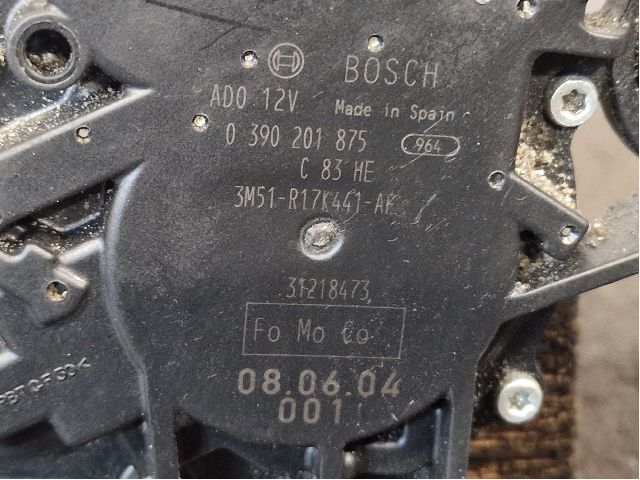 BOSCH
AD0 12V Made in Spain
0 390 201 875 964
C 83 HE
3M51-R17K441-AF
31218473
Fo Mo Co
08.06.04
001